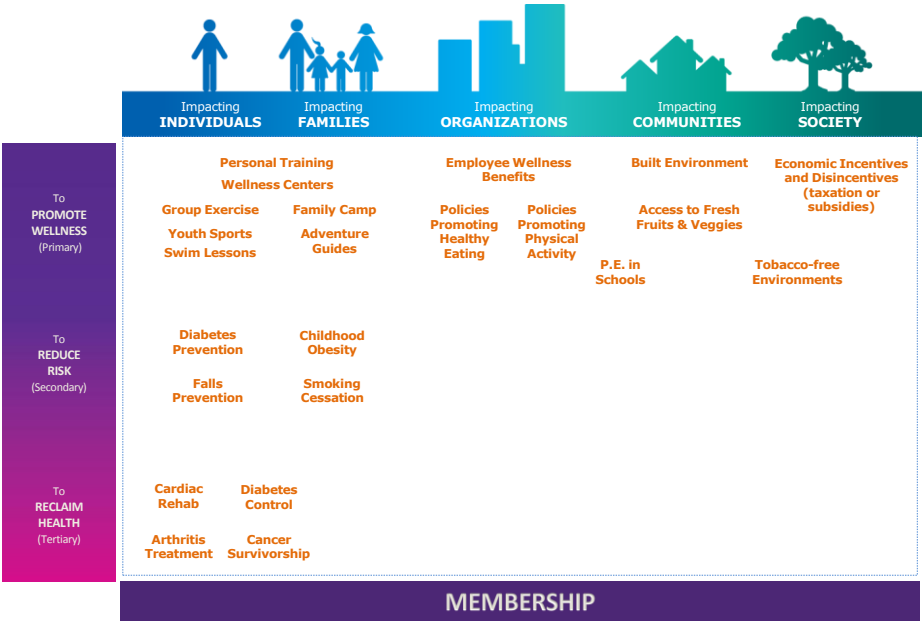 Impacting
INDIVIDUALS
Impacting
FAMILIES
Impacting
ORGANIZATIONS
Impacting
COMMUNITIES
Impacting
SOCIETY
To
PROMOTE
WELLNESS
(Primary)
Personal Training
Wellness Centers
Group Exercise
Youth Sports
Swim Lessons
Family Camp
Adventure
Guides
Employee Wellness
Benefits
Policies
Promoting
Healthy
Eating
Policies
Promoting
Physical
Activity
Built Environment
Access to Fresh
Fruits & Veggies
P.E. in
Schools
Economic Incentives
and Disincentives
(taxation or
subsidies)
Tobacco-free
Environments
To
REDUCE
RISK
(Secondary)
Diabetes
Prevention
Childhood
Obesity
Falls
Prevention
Smoking
Cessation
To
RECLAIM
HEALTH
(Tertiary)
Cardiac
Rehab
Diabetes
Control
Arthritis
Treatment
Cancer
Survivorship
MEMBERSHIP